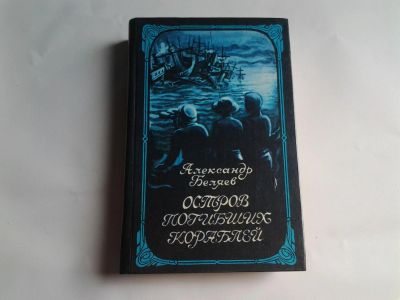 Александр
Беляев
ОСТРОВ
ПОГИБШИХ
КОРАБЛЕЙ